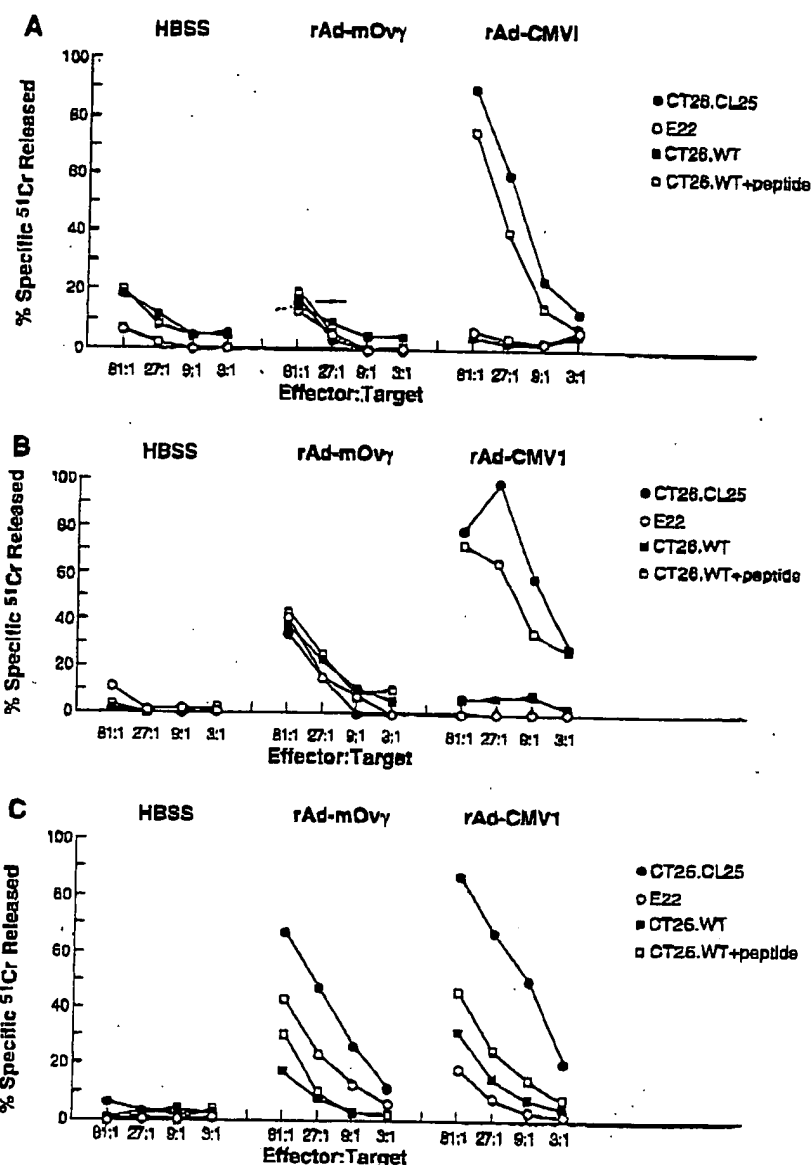 A
HBSS rAd-mOvγ rAd-CMVI
% Specific ⁵¹Cr Released
100
80
60
40
20
0
CT26.CL25
E22
CT26.WT
CT26.WT+peptide
81:1 27:1 9:1 3:1 81:1 27:1 9:1 3:1 81:1 27:1 9:1 3:1
Effector:Target
B
HBSS rAd-mOvγ rAd-CMV1
% Specific ⁵¹Cr Released
100
80
60
40
20
0
CT26.CL25
E22
CT26.WT
CT26.WT+peptide
81:1 27:1 9:1 3:1 81:1 27:1 9:1 3:1 81:1 27:1 9:1 3:1
Effector:Target
C
HBSS rAd-mOvγ rAd-CMV1
% Specific ⁵¹Cr Released
100
80
60
40
20
0
CT26.CL25
E22
CT26.WT
CT26.WT+peptide
81:1 27:1 9:1 3:1 81:1 27:1 9:1 3:1 81:1 27:1 9:1 3:1
Effector:Target